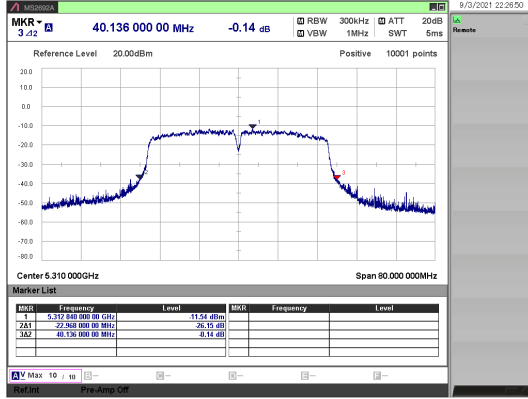 MS2692A
9/3/2021 22:26:50
MKR
3 Δ2 A
40.136 000 00 MHz
-0.14 dB
A RBW 300kHz A ATT 20dB
A VBW 1MHz SWT 5ms
Remote
Reference Level 20.00dBm
Positive 10001 points
20.0
10.0
0.0
-10.0
-20.0
-30.0
-40.0
-50.0
-60.0
-70.0
-80.0
1
2
3
Center 5.310 000GHz
Span 80.000 000MHz
Marker List
MKR Frequency Level MKR Frequency Level
1 5.312 840 000 00 GHz -11.54 dBm
2Δ1 -22.968 000 00 MHz -26.15 dB
3Δ2 40.136 000 00 MHz -0.14 dB
A Max 10 / 10 B-- C-- D-- E-- F--
Ref.Int Pre-Amp Off